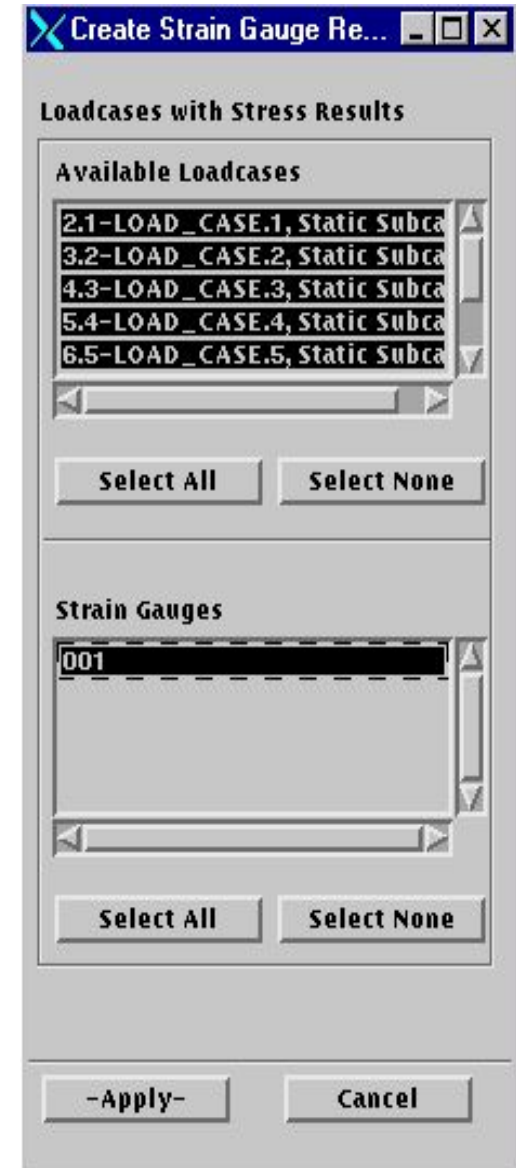 Create Strain Gauge Re...
Loadcases with Stress Results
Available Loadcases
2.1-LOAD_CASE.1, Static Subca
3.2-LOAD_CASE.2, Static Subca
4.3-LOAD_CASE.3, Static Subca
5.4-LOAD_CASE.4, Static Subca
6.5-LOAD_CASE.5, Static Subca
Select All Select None
Strain Gauges
001
Select All Select None
-Apply- Cancel